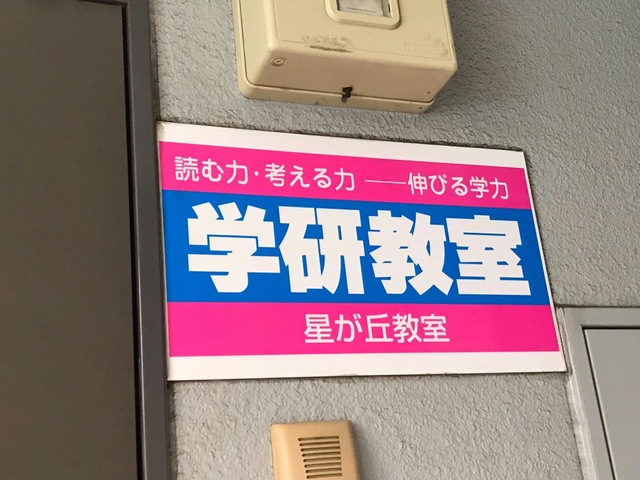 読む力・考える力 ――伸びる学力
学研教室
星が丘教室